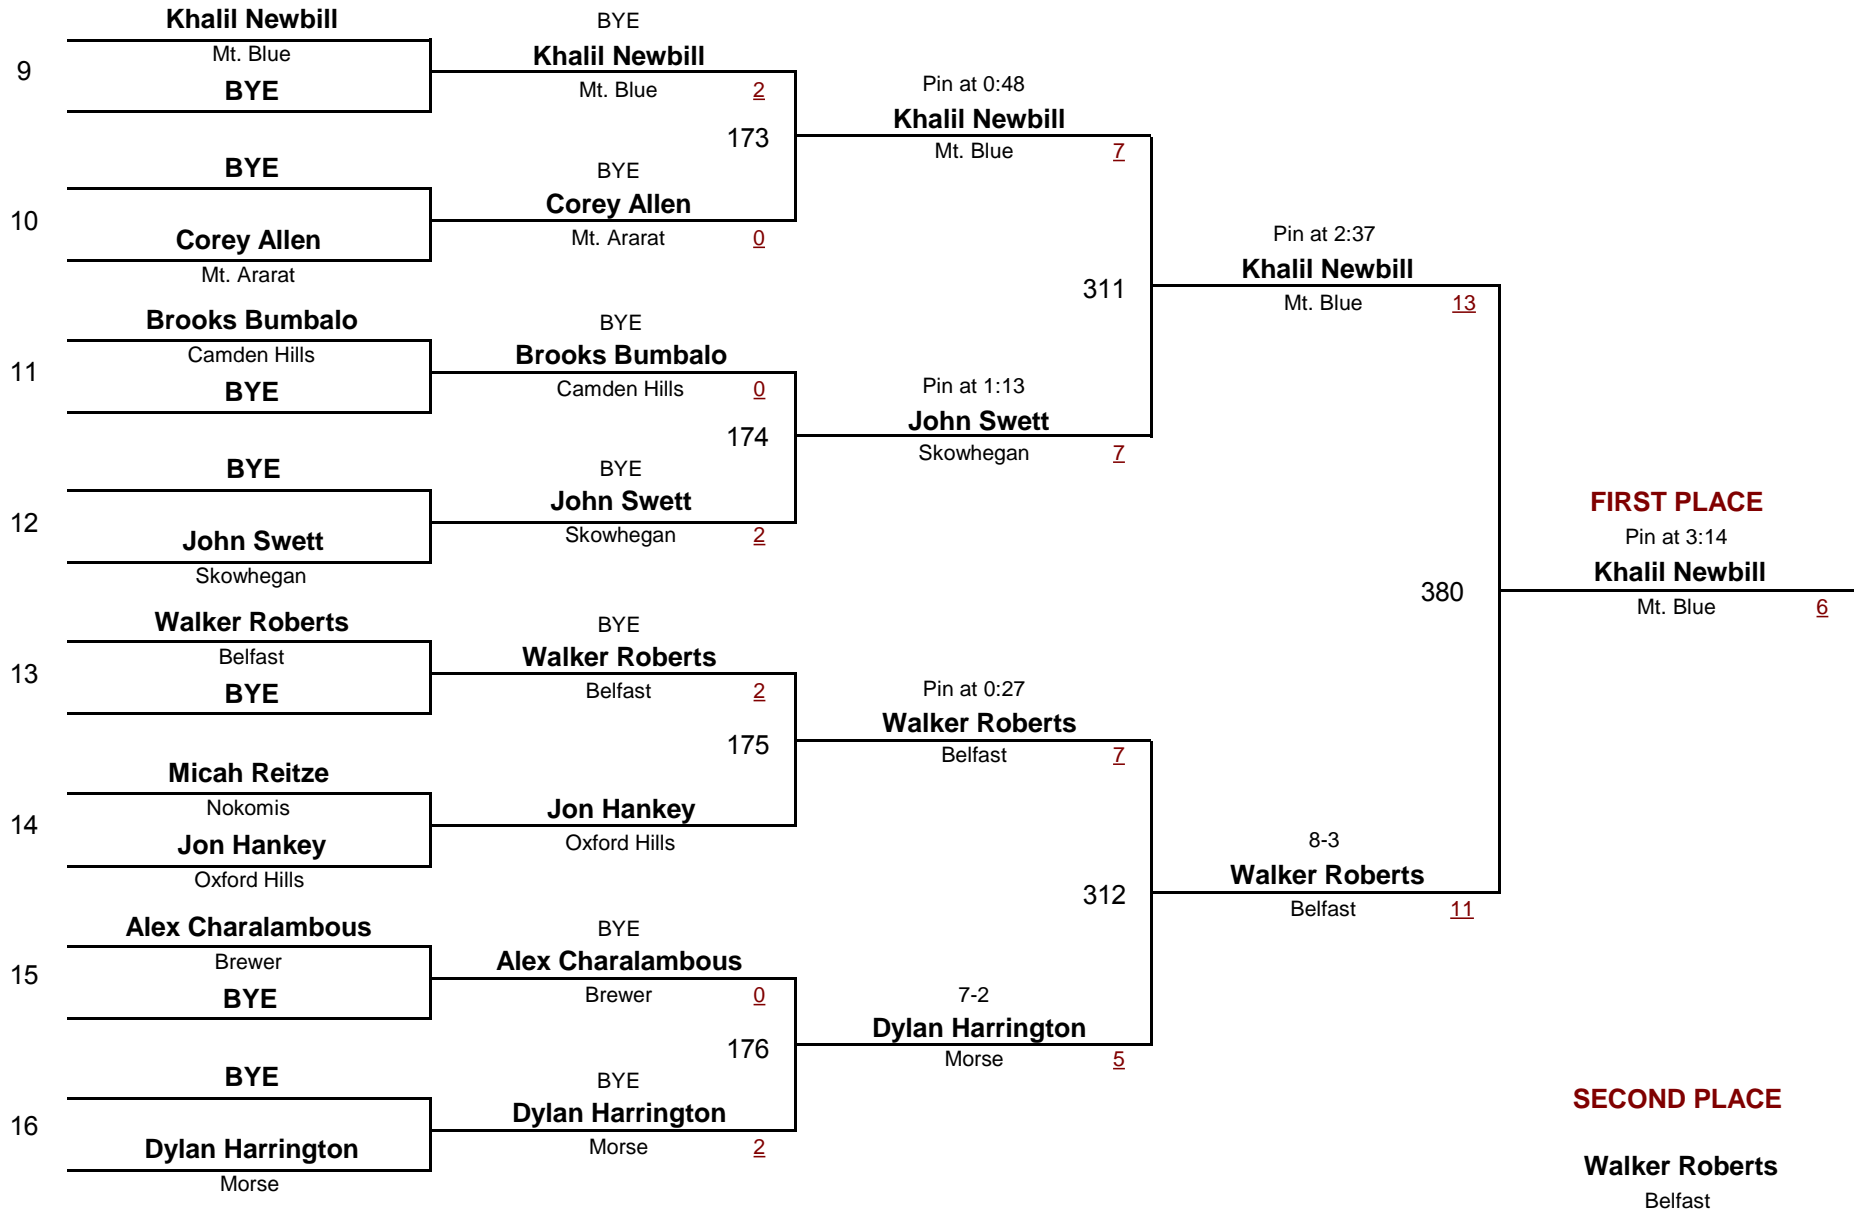 Khalil Newbill
9
Mt. Blue
BYE
BYE
10
Corey Allen
Mt. Ararat
Brooks Bumbalo
11
Camden Hills
BYE
BYE
12
John Swett
Skowhegan
Walker Roberts
13
Belfast
BYE
Micah Reitze
14
Nokomis
Jon Hankey
Oxford Hills
Alex Charalambous
15
Brewer
BYE
BYE
16
Dylan Harrington
Morse
BYE
Khalil Newbill
Mt. Blue 2
173
BYE
Corey Allen
Mt. Ararat 0
BYE
Brooks Bumbalo
Camden Hills 0
174
BYE
John Swett
Skowhegan 2
BYE
Walker Roberts
Belfast 2
175
Jon Hankey
Oxford Hills
BYE
Alex Charalambous
Brewer 0
176
BYE
Dylan Harrington
Morse 2
Pin at 0:48
Khalil Newbill
Mt. Blue 7
311
Pin at 1:13
John Swett
Skowhegan 7
Pin at 0:27
Walker Roberts
Belfast 7
312
7-2
Dylan Harrington
Morse 5
Pin at 2:37
Khalil Newbill
Mt. Blue 13
380
8-3
Walker Roberts
Belfast 11
FIRST PLACE
Pin at 3:14
Khalil Newbill
Mt. Blue 6
SECOND PLACE
Walker Roberts
Belfast